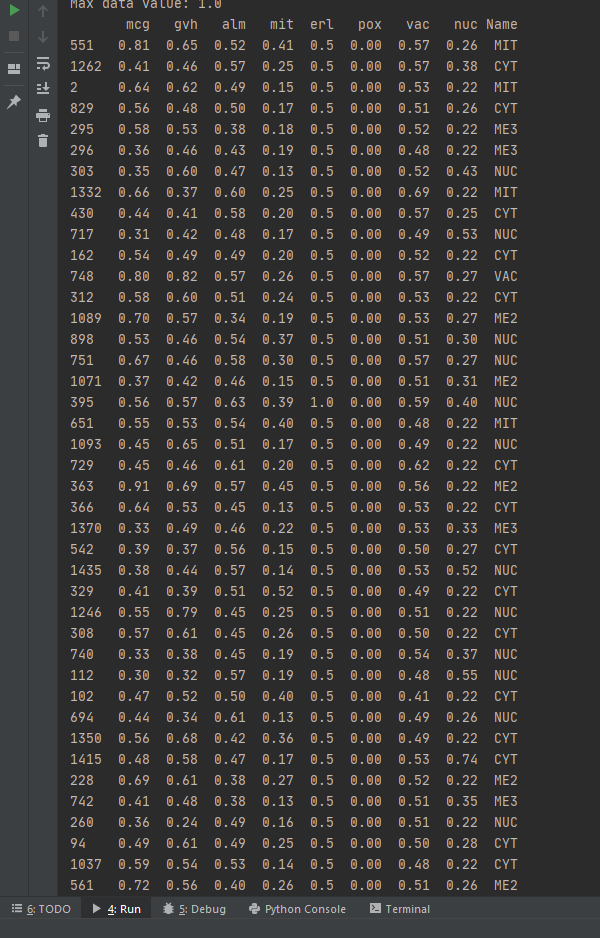 Max data value: 1.0
mcg gvh alm mit erl pox vac nuc Name
551 0.81 0.65 0.52 0.41 0.5 0.00 0.57 0.26 MIT
1262 0.41 0.46 0.57 0.25 0.5 0.00 0.57 0.38 CYT
2 0.64 0.62 0.49 0.15 0.5 0.00 0.53 0.22 MIT
829 0.56 0.48 0.50 0.17 0.5 0.00 0.51 0.26 CYT
295 0.58 0.53 0.38 0.18 0.5 0.00 0.52 0.22 ME3
296 0.36 0.46 0.43 0.19 0.5 0.00 0.48 0.22 ME3
303 0.35 0.60 0.47 0.13 0.5 0.00 0.52 0.43 NUC
1332 0.66 0.37 0.60 0.25 0.5 0.00 0.69 0.22 MIT
430 0.44 0.41 0.58 0.20 0.5 0.00 0.57 0.25 CYT
717 0.31 0.42 0.48 0.17 0.5 0.00 0.49 0.53 NUC
162 0.54 0.49 0.49 0.20 0.5 0.00 0.52 0.22 CYT
748 0.80 0.82 0.57 0.26 0.5 0.00 0.57 0.27 VAC
312 0.58 0.60 0.51 0.24 0.5 0.00 0.53 0.22 CYT
1089 0.70 0.57 0.34 0.19 0.5 0.00 0.53 0.27 ME2
898 0.53 0.46 0.54 0.37 0.5 0.00 0.51 0.30 NUC
751 0.67 0.46 0.58 0.30 0.5 0.00 0.57 0.27 NUC
1071 0.37 0.42 0.46 0.15 0.5 0.00 0.51 0.31 ME2
395 0.56 0.57 0.63 0.39 1.0 0.00 0.59 0.40 NUC
651 0.55 0.53 0.54 0.40 0.5 0.00 0.48 0.22 MIT
1093 0.45 0.65 0.51 0.17 0.5 0.00 0.49 0.22 NUC
729 0.45 0.46 0.61 0.20 0.5 0.00 0.62 0.22 CYT
363 0.91 0.69 0.57 0.45 0.5 0.00 0.56 0.22 ME2
366 0.64 0.53 0.45 0.13 0.5 0.00 0.53 0.22 CYT
1370 0.33 0.49 0.46 0.22 0.5 0.00 0.53 0.33 ME3
542 0.39 0.37 0.56 0.15 0.5 0.00 0.50 0.27 CYT
1435 0.38 0.44 0.57 0.14 0.5 0.00 0.53 0.52 NUC
329 0.41 0.39 0.51 0.52 0.5 0.00 0.49 0.22 CYT
1246 0.55 0.79 0.45 0.25 0.5 0.00 0.51 0.22 NUC
308 0.57 0.61 0.45 0.26 0.5 0.00 0.50 0.22 CYT
740 0.33 0.38 0.45 0.19 0.5 0.00 0.54 0.37 NUC
112 0.30 0.32 0.57 0.19 0.5 0.00 0.48 0.55 NUC
102 0.47 0.52 0.50 0.40 0.5 0.00 0.41 0.22 CYT
694 0.44 0.34 0.61 0.13 0.5 0.00 0.49 0.26 NUC
1350 0.56 0.68 0.42 0.36 0.5 0.00 0.49 0.22 CYT
1415 0.48 0.58 0.47 0.17 0.5 0.00 0.53 0.74 CYT
228 0.69 0.61 0.38 0.27 0.5 0.00 0.52 0.22 ME2
742 0.41 0.48 0.38 0.13 0.5 0.00 0.51 0.35 ME3
260 0.36 0.24 0.49 0.16 0.5 0.00 0.51 0.22 NUC
94 0.49 0.61 0.49 0.25 0.5 0.00 0.50 0.28 CYT
1037 0.59 0.54 0.53 0.14 0.5 0.00 0.48 0.22 CYT
561 0.72 0.56 0.40 0.26 0.5 0.00 0.51 0.26 ME2
6: TODO 4: Run 5: Debug Python Console Terminal